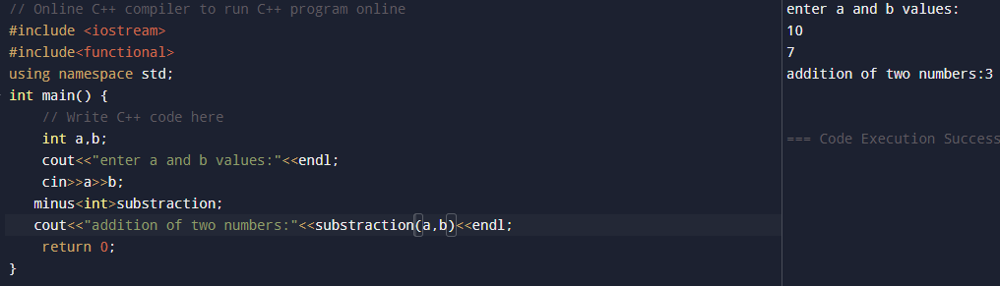 // Online C++ compiler to run C++ program online
#include <iostream>
#include<functional>
using namespace std;
int main() {
    // Write C++ code here
    int a,b;
    cout<<"enter a and b values:"<<endl;
    cin>>a>>b;
   minus<int>substraction;
   cout<<"addition of two numbers:"<<substraction(a,b)<<endl;
    return 0;
}
enter a and b values:
10
7
addition of two numbers:3
=== Code Execution Success